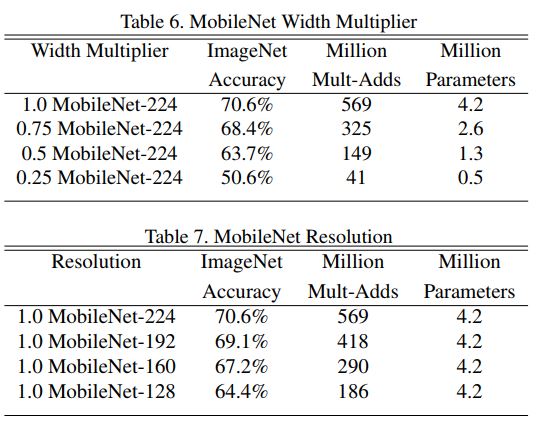 Table 6. MobileNet Width Multiplier
Width Multiplier ImageNet Million Million
Accuracy Mult-Adds Parameters
1.0 MobileNet-224 70.6% 569 4.2
0.75 MobileNet-224 68.4% 325 2.6
0.5 MobileNet-224 63.7% 149 1.3
0.25 MobileNet-224 50.6% 41 0.5
Table 7. MobileNet Resolution
Resolution ImageNet Million Million
Accuracy Mult-Adds Parameters
1.0 MobileNet-224 70.6% 569 4.2
1.0 MobileNet-192 69.1% 418 4.2
1.0 MobileNet-160 67.2% 290 4.2
1.0 MobileNet-128 64.4% 186 4.2